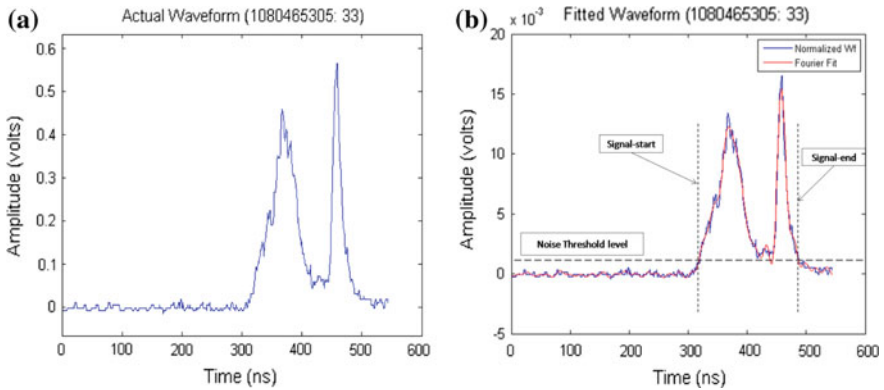 (a)
Actual Waveform (1080465305: 33)
0.6
0.5
0.4
0.3
0.2
0.1
0
Amplitude (volts)
0 100 200 300 400 500 600
Time (ns)
(b)
Fitted Waveform (1080465305: 33)
x 10⁻³
20
15
10
5
0
-5
Amplitude (volts)
Normalized Wf
Fourier Fit
Signal-start
Signal-end
Noise Threshold level
0 100 200 300 400 500 600
Time (ns)